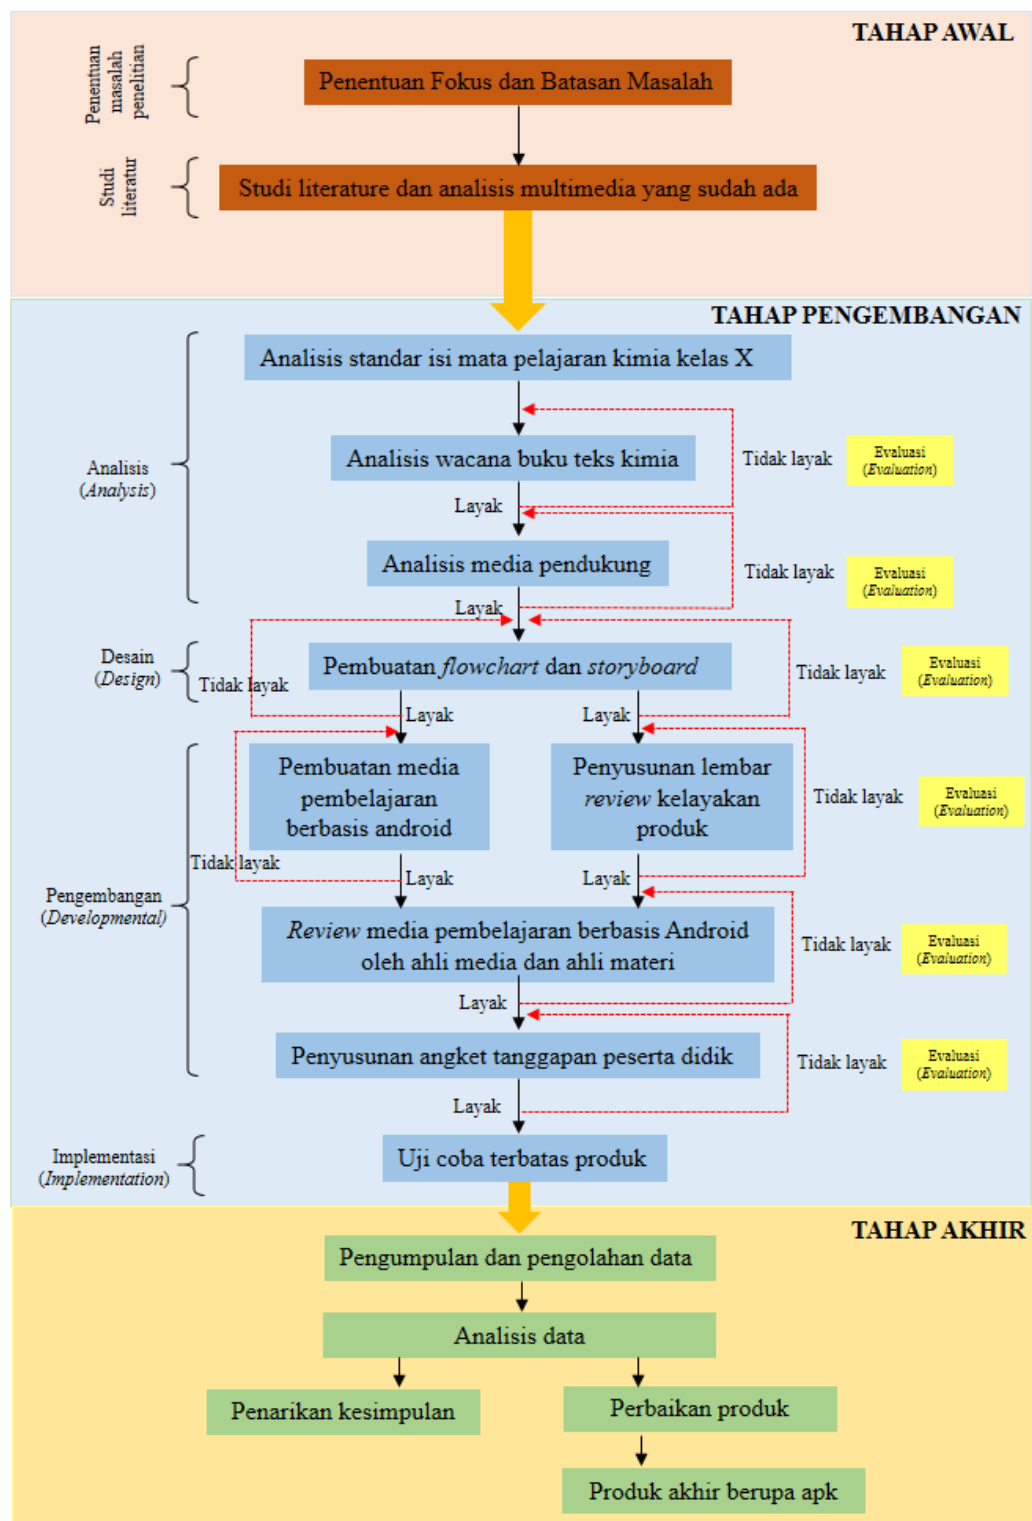 TAHAP AWAL
Penentuan
masalah
penelitian
Penentuan Fokus dan Batasan Masalah
Studi
literatur
Studi literature dan analisis multimedia yang sudah ada
TAHAP PENGEMBANGAN
Analisis standar isi mata pelajaran kimia kelas X
Analisis
(Analysis)
Analisis wacana buku teks kimia
Tidak layak
Evaluasi
(Evaluation)
Layak
Analisis media pendukung
Tidak layak
Evaluasi
(Evaluation)
Layak
Desain
(Design)
Pembuatan flowchart dan storyboard
Tidak layak
Evaluasi
(Evaluation)
Tidak layak
Layak
Layak
Pembuatan media
pembelajaran
berbasis android
Penyusunan lembar
review kelayakan
produk
Tidak layak
Evaluasi
(Evaluation)
Tidak layak
Layak
Layak
Pengembangan
(Developmental)
Review media pembelajaran berbasis Android
oleh ahli media dan ahli materi
Tidak layak
Evaluasi
(Evaluation)
Layak
Penyusunan angket tanggapan peserta didik
Tidak layak
Evaluasi
(Evaluation)
Layak
Implementasi
(Implementation)
Uji coba terbatas produk
TAHAP AKHIR
Pengumpulan dan pengolahan data
Analisis data
Penarikan kesimpulan
Perbaikan produk
Produk akhir berupa apk